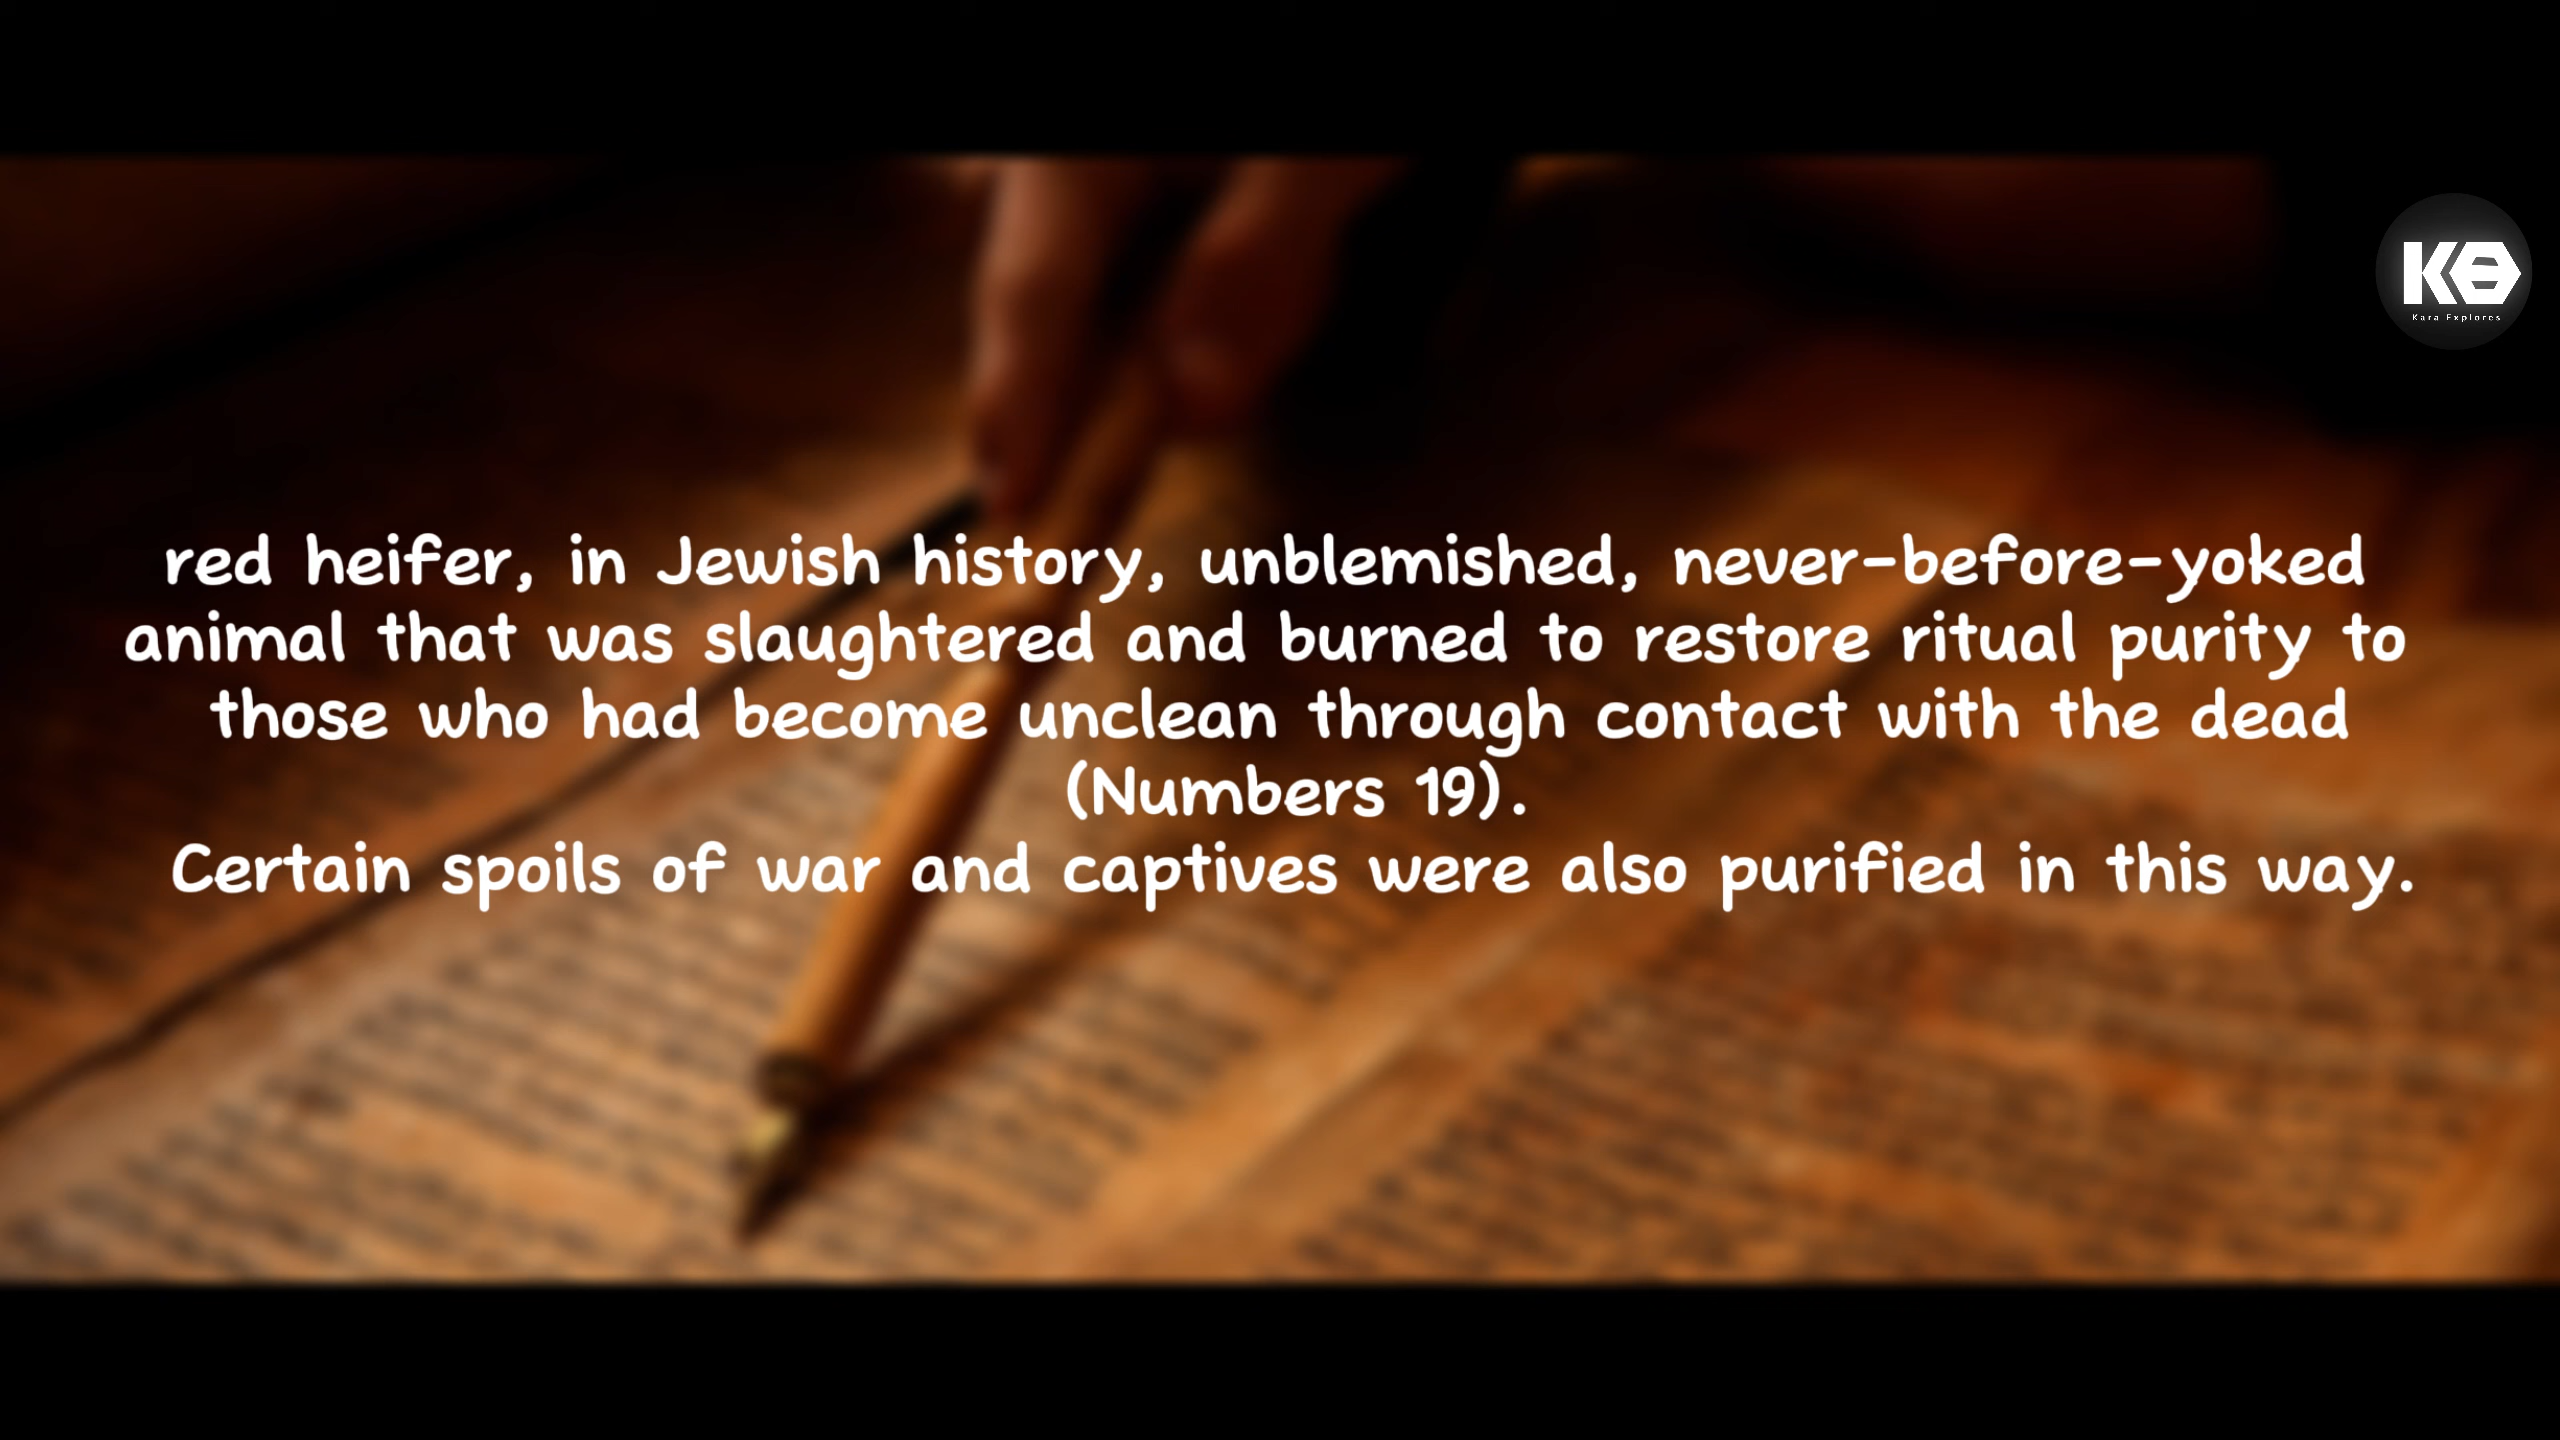 KE
Kara Explores
red heifer, in Jewish history, unblemished, never-before-yoked
animal that was slaughtered and burned to restore ritual purity to
those who had become unclean through contact with the dead
(Numbers 19).
Certain spoils of war and captives were also purified in this way.